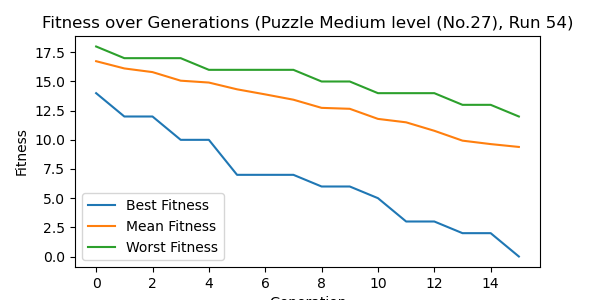 Fitness over Generations (Puzzle Medium level (No.27), Run 54)
17.5
15.0
12.5
10.0
7.5
5.0
2.5
0.0
Fitness
Best Fitness
Mean Fitness
Worst Fitness
0 2 4 6 8 10 12 14
Generation